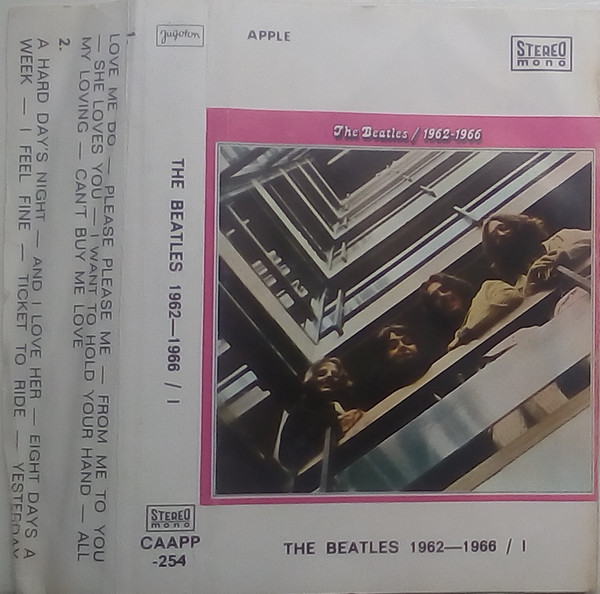 1.
LOVE ME DO — PLEASE PLEASE ME — FROM ME TO YOU
— SHE LOVES YOU — I WANT TO HOLD YOUR HAND — ALL
MY LOVING — CAN'T BUY ME LOVE
2.
A HARD DAY'S NIGHT — AND I LOVE HER — EIGHT DAYS A
WEEK — I FEEL FINE — TICKET TO RIDE — YESTERDAY
Jugoton
THE BEATLES 1962—1966 / I
STEREO
mono
CAAPP
-254
APPLE
STEREO
mono
The Beatles / 1962-1966
THE BEATLES 1962—1966 / I